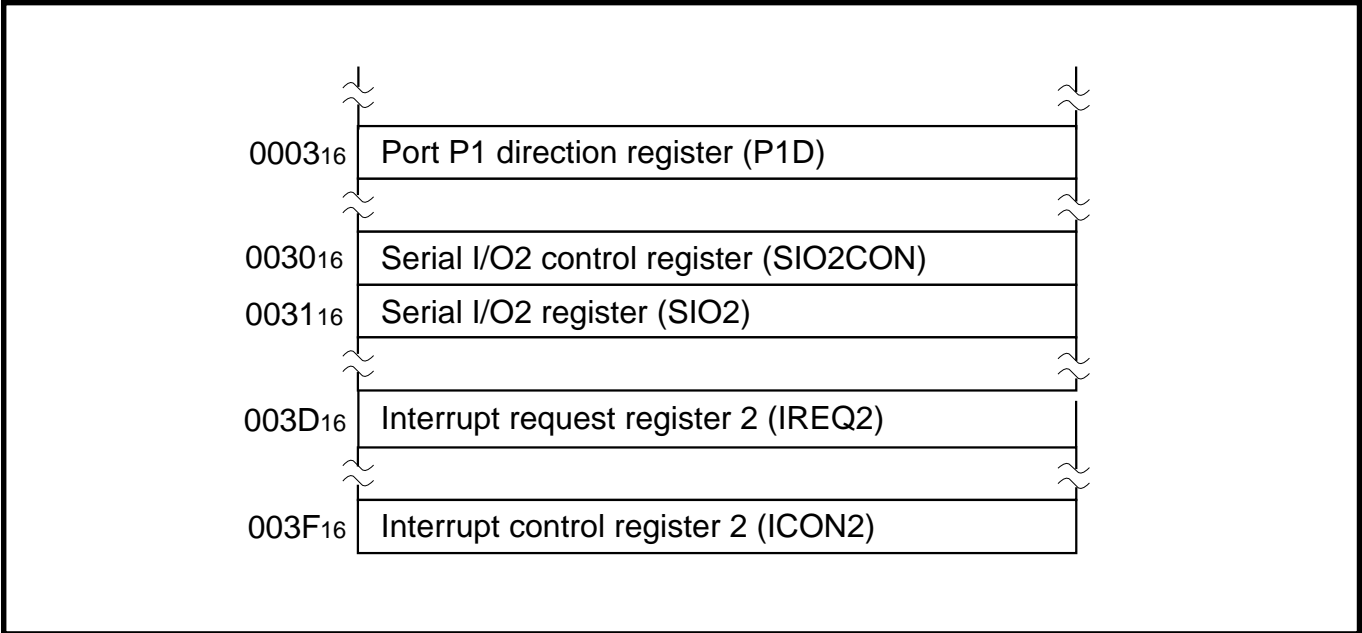 000316 Port P1 direction register (P1D)
003016 Serial I/O2 control register (SIO2CON)
003116 Serial I/O2 register (SIO2)
003D16 Interrupt request register 2 (IREQ2)
003F16 Interrupt control register 2 (ICON2)